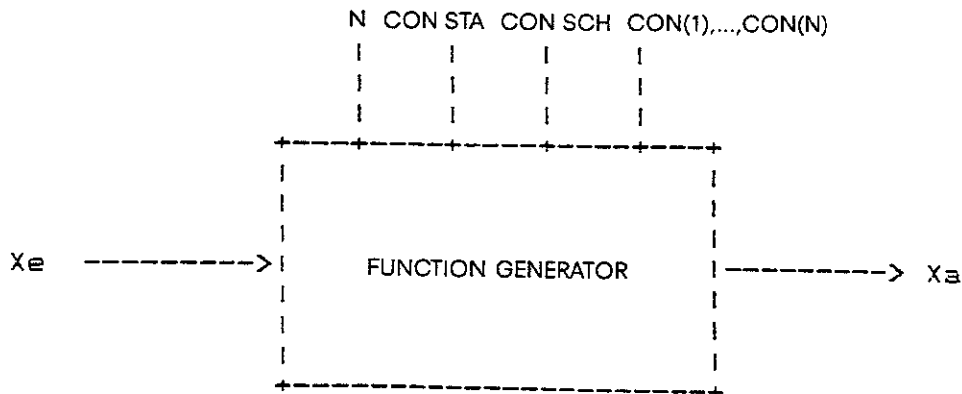 N CON STA CON SCH CON(1),...,CON(N)
Xe FUNCTION GENERATOR Xa